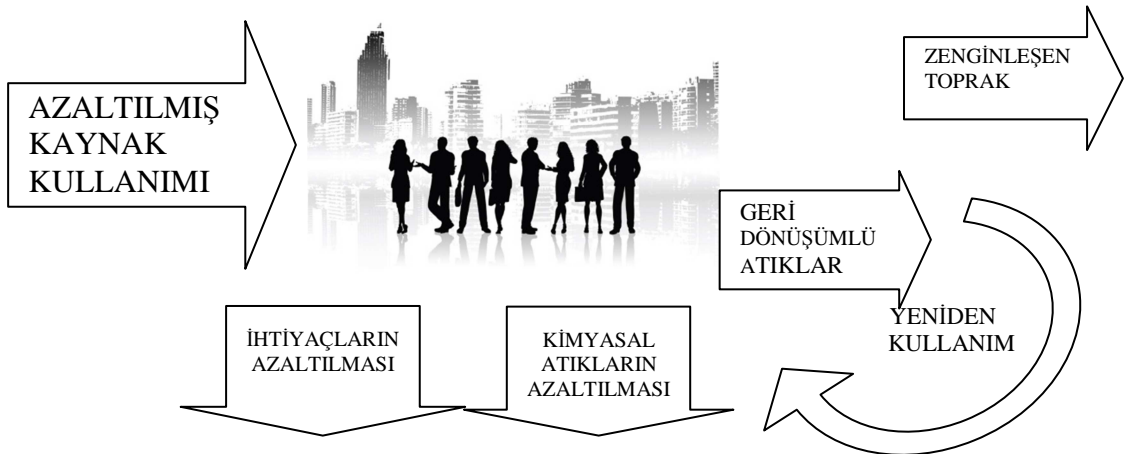 AZALTILMIŞ
KAYNAK
KULLANIMI
ZENGİNLEŞEN
TOPRAK
GERİ
DÖNÜŞÜMLÜ
ATIKLAR
YENİDEN
KULLANIM
İHTİYAÇLARIN
AZALTILMASI
KİMYASAL
ATIKLARIN
AZALTILMASI